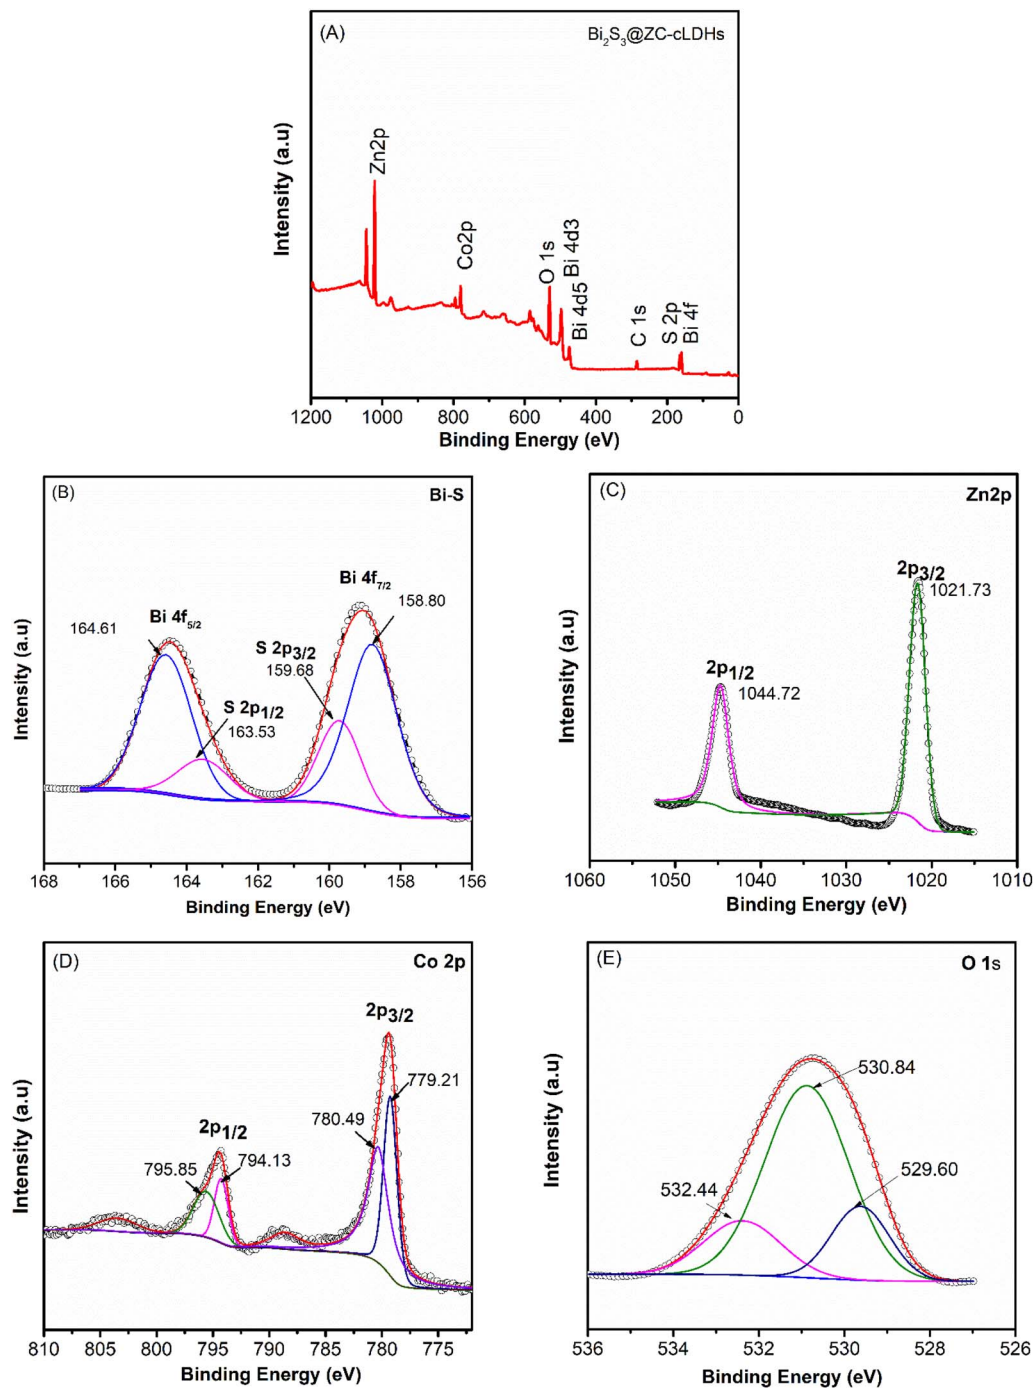 (A)
Bi2S3@ZC-cLDHs
Zn2p
Co2p
O 1s
Bi 4d3
Bi 4d5
C 1s
S 2p
Bi 4f
Intensity (a.u)
1200 1000 800 600 400 200 0
Binding Energy (eV)
(B)
Bi-S
Bi 4f7/2
158.80
Bi 4f5/2
164.61
S 2p3/2
159.68
S 2p1/2
163.53
Intensity (a.u)
168 166 164 162 160 158 156
Binding Energy (eV)
(C)
Zn2p
2p3/2
1021.73
2p1/2
1044.72
Intensity (a.u)
1060 1050 1040 1030 1020 1010
Binding Energy (eV)
(D)
Co 2p
2p3/2
779.21
780.49
2p1/2
795.85
794.13
Intensity (a.u)
810 805 800 795 790 785 780 775
Binding Energy (eV)
(E)
O 1s
530.84
529.60
532.44
Intensity (a.u)
536 534 532 530 528 526
Binding Energy (eV)